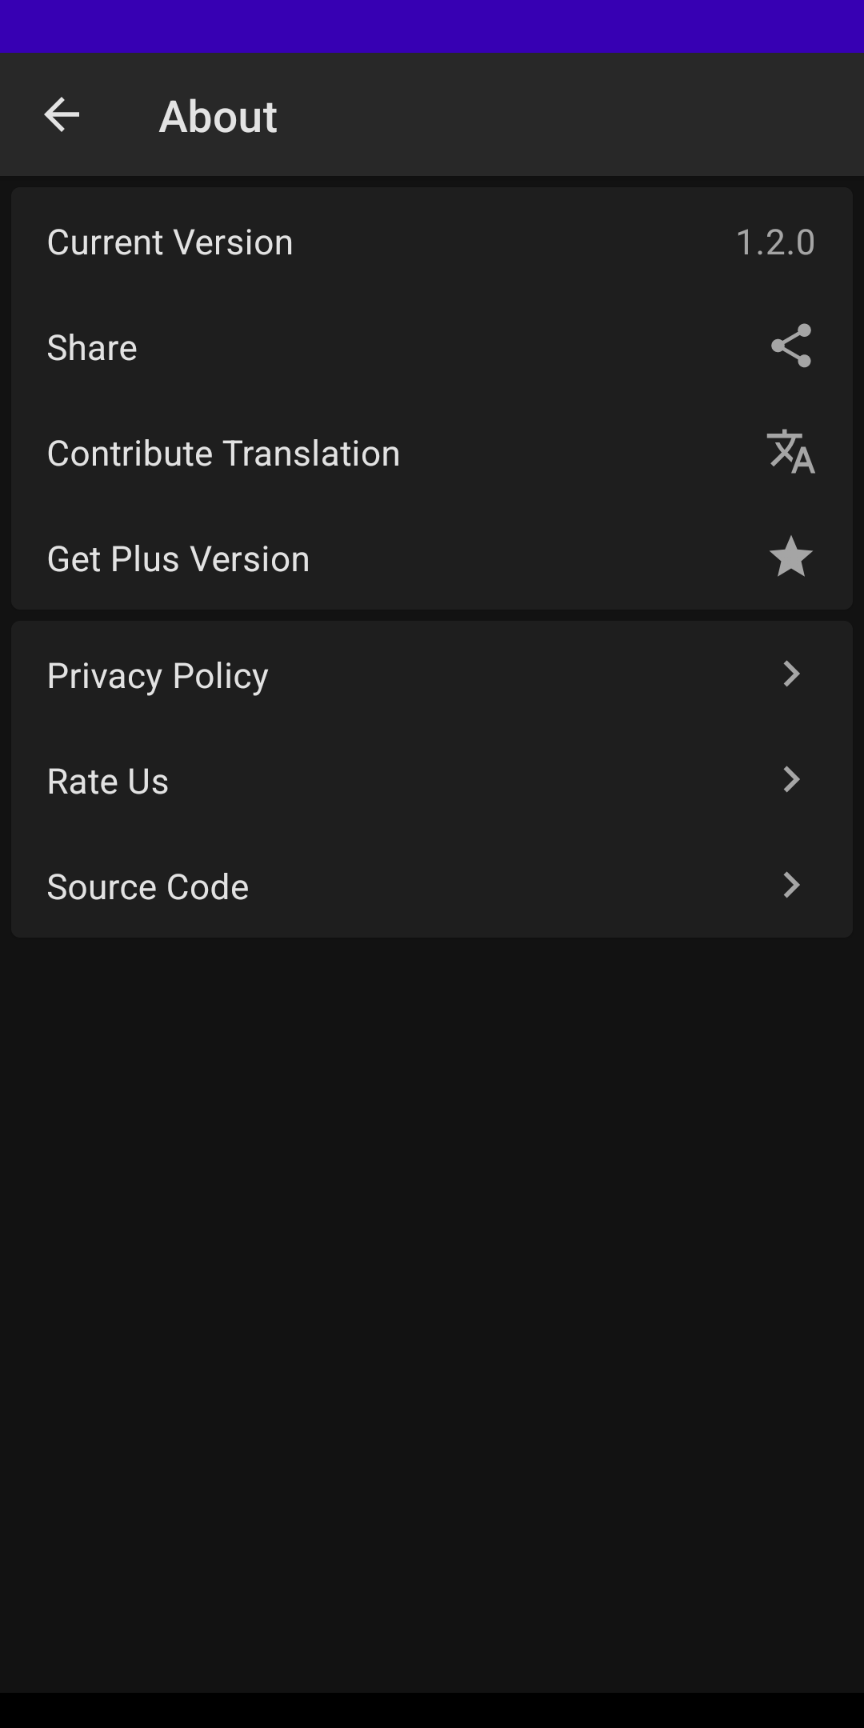 About
Current Version 1.2.0
Share
Contribute Translation
Get Plus Version
Privacy Policy
Rate Us
Source Code